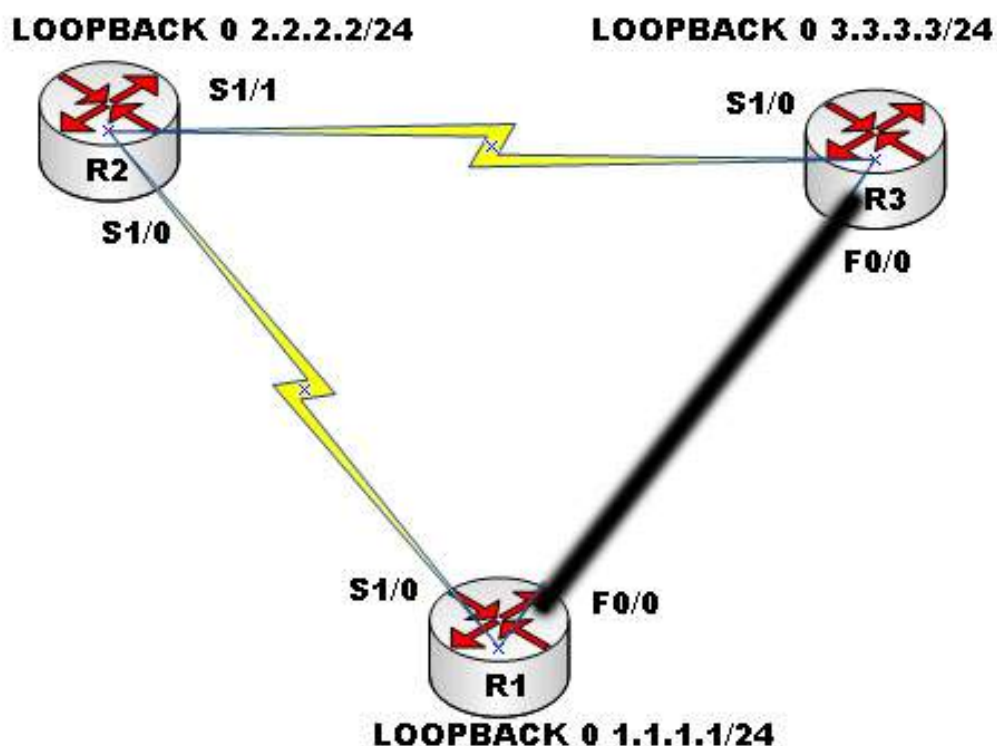 LOOPBACK 0 2.2.2.2/24
LOOPBACK 0 3.3.3.3/24
S1/1
S1/0
R2
R3
S1/0
F0/0
S1/0
F0/0
R1
LOOPBACK 0 1.1.1.1/24